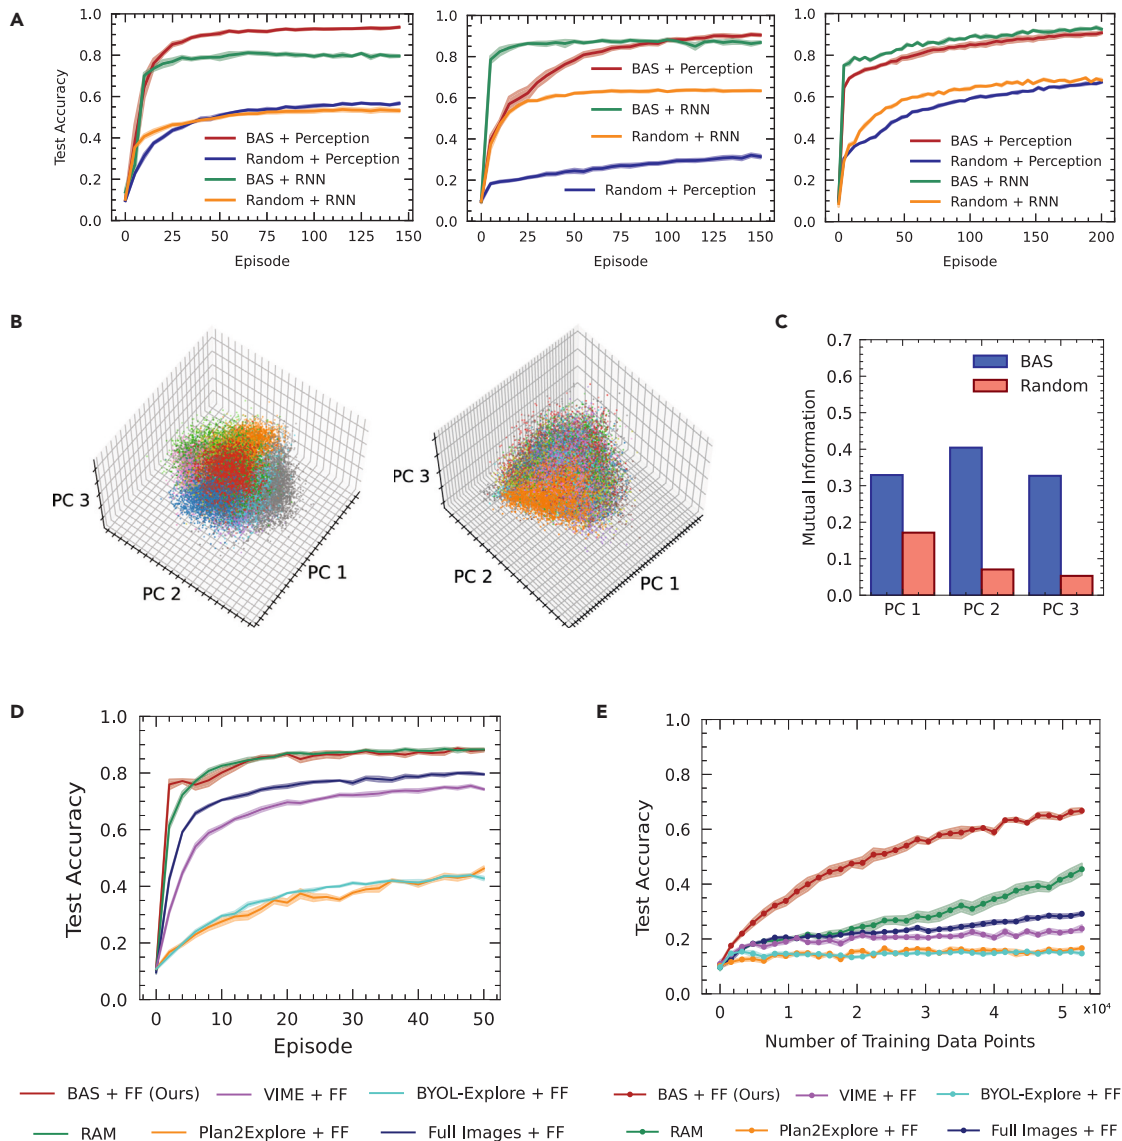 A
1.0
0.8
0.6
0.4
0.2
0.0
Test Accuracy
BAS + Perception
Random + Perception
BAS + RNN
Random + RNN
0 25 50 75 100 125 150
Episode
1.0
0.8
0.6
0.4
0.2
0.0
BAS + Perception
BAS + RNN
Random + RNN
Random + Perception
0 25 50 75 100 125 150
Episode
1.0
0.8
0.6
0.4
0.2
0.0
BAS + Perception
Random + Perception
BAS + RNN
Random + RNN
0 50 100 150 200
Episode
B
PC 3
PC 2
PC 1
PC 3
PC 2
PC 1
C
0.7
0.6
0.5
0.4
0.3
0.2
0.1
0.0
Mutual Information
BAS
Random
PC 1 PC 2 PC 3
D
1.0
0.8
0.6
0.4
0.2
0.0
Test Accuracy
0 10 20 30 40 50
Episode
BAS + FF (Ours) VIME + FF BYOL-Explore + FF
RAM Plan2Explore + FF Full Images + FF
E
1.0
0.8
0.6
0.4
0.2
0.0
Test Accuracy
0 1 2 3 4 5 x10⁴
Number of Training Data Points
BAS + FF (Ours) VIME + FF BYOL-Explore + FF
RAM Plan2Explore + FF Full Images + FF